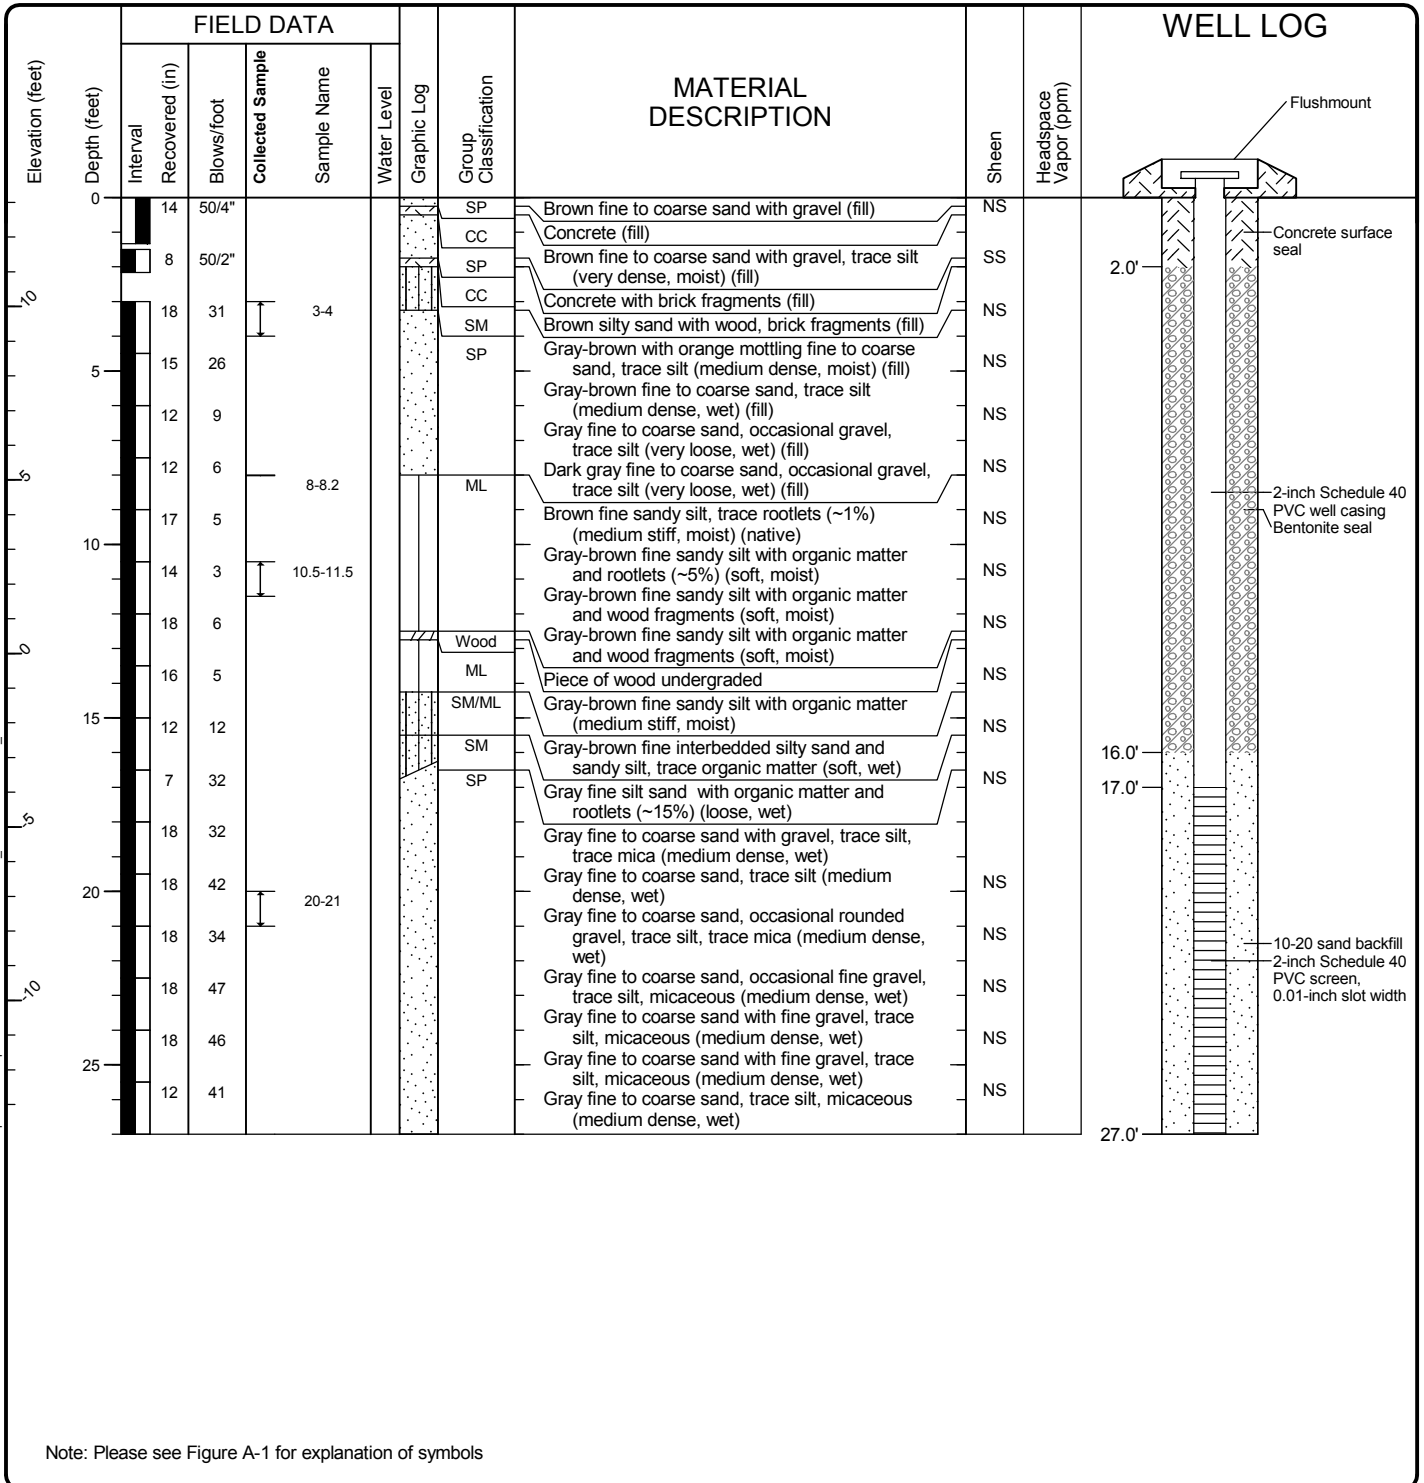 FIELD DATA
WELL LOG
Elevation (feet)
Depth (feet)
Interval
Recovered (in)
Blows/foot
Collected Sample
Sample Name
Water Level
Graphic Log
Group
Classification
MATERIAL
DESCRIPTION
Sheen
Headspace
Vapor (ppm)
Flushmount
0 14 50/4" SP Brown fine to coarse sand with gravel (fill) NS
CC Concrete (fill)
Concrete surface
seal
8 50/2" SP Brown fine to coarse sand with gravel, trace silt SS
(very dense, moist) (fill)
2.0'
10
CC Concrete with brick fragments (fill)
18 31 3-4 NS
SM Brown silty sand with wood, brick fragments (fill)
SP Gray-brown with orange mottling fine to coarse
sand, trace silt (medium dense, moist) (fill)
5 15 26 NS
Gray-brown fine to coarse sand, trace silt
(medium dense, wet) (fill)
12 9 NS
Gray fine to coarse sand, occasional gravel,
trace silt (very loose, wet) (fill)
5 12 6 NS
Dark gray fine to coarse sand, occasional gravel,
trace silt (very loose, wet) (fill)
8-8.2 ML
2-inch Schedule 40
PVC well casing
Bentonite seal
Brown fine sandy silt, trace rootlets (~1%)
(medium stiff, moist) (native)
17 5 NS
10
Gray-brown fine sandy silt with organic matter
and rootlets (~5%) (soft, moist)
14 3 10.5-11.5 NS
Gray-brown fine sandy silt with organic matter
and wood fragments (soft, moist)
18 6 NS
0
Wood
Gray-brown fine sandy silt with organic matter
and wood fragments (soft, moist)
16 5 ML NS
Piece of wood undergraded
SM/ML Gray-brown fine sandy silt with organic matter
(medium stiff, moist)
15 12 12 NS
SM Gray-brown fine interbedded silty sand and
sandy silt, trace organic matter (soft, wet)
16.0'
7 32 SP NS
17.0'
Gray fine silt sand with organic matter and
rootlets (~15%) (loose, wet)
-5 18 32
Gray fine to coarse sand with gravel, trace silt,
trace mica (medium dense, wet)
20 18 42 NS
Gray fine to coarse sand, trace silt (medium
dense, wet)
20-21
Gray fine to coarse sand, occasional rounded
gravel, trace silt, trace mica (medium dense,
wet)
18 34 NS
10-20 sand backfill
2-inch Schedule 40
PVC screen,
0.01-inch slot width
-10 18 47 NS
Gray fine to coarse sand, occasional fine gravel,
trace silt, micaceous (medium dense, wet)
Gray fine to coarse sand with fine gravel, trace
silt, micaceous (medium dense, wet)
18 46 NS
25
Gray fine to coarse sand with fine gravel, trace
silt, micaceous (medium dense, wet)
12 41 NS
Gray fine to coarse sand, trace silt, micaceous
(medium dense, wet)
27.0'
Note: Please see Figure A-1 for explanation of symbols